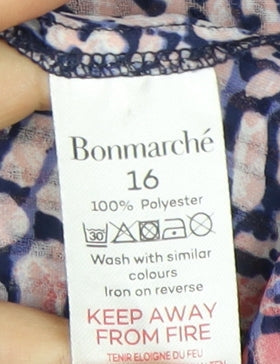 Bonmarché
16
100% Polyester
30
Wash with similar
colours
Iron on reverse
KEEP AWAY
FROM FIRE
TENIR ELOIGNE DU FEU